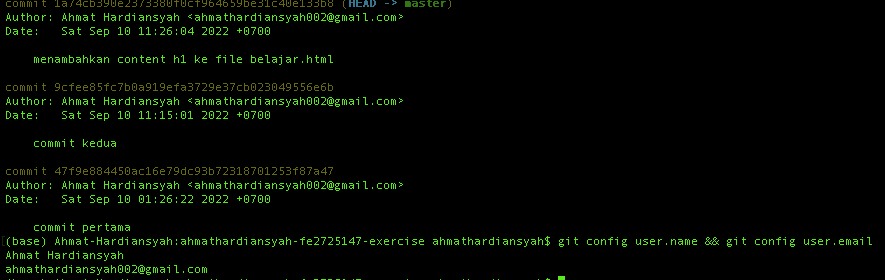 commit 1a74cb390e2373380f0cf964659be31c40e133b8 (HEAD -> master)
Author: Ahmat Hardiansyah <ahmathardiansyah002@gmail.com>
Date:   Sat Sep 10 11:26:04 2022 +0700
menambahkan content h1 ke file belajar.html
commit 9cfee85fc7b0a919efa3729e37cb023049556e6b
Author: Ahmat Hardiansyah <ahmathardiansyah002@gmail.com>
Date:   Sat Sep 10 11:15:01 2022 +0700
commit kedua
commit 47f9e884450ac16e79dc93b72318701253f87a47
Author: Ahmat Hardiansyah <ahmathardiansyah002@gmail.com>
Date:   Sat Sep 10 01:26:22 2022 +0700
commit pertama
(base) Ahmat-Hardiansyah:ahmathardiansyah-fe2725147-exercise ahmathardiansyah$ git config user.name && git config user.email
Ahmat Hardiansyah
ahmathardiansyah002@gmail.com